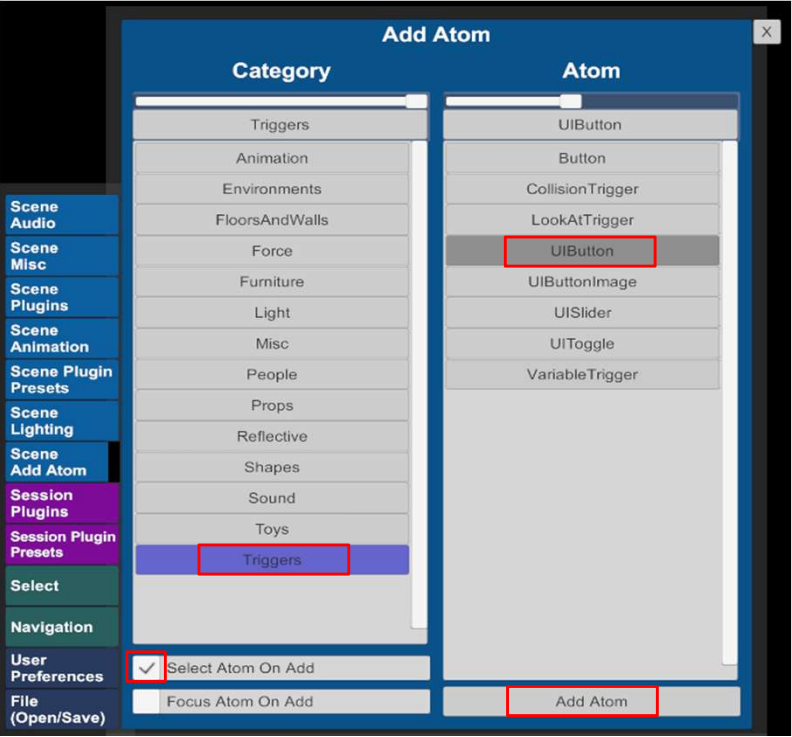 Add Atom
X
Category
Atom
Triggers
UIButton
Animation
Button
Environments
CollisionTrigger
FloorsAndWalls
LookAtTrigger
Force
UIButton
Furniture
UIButtonImage
Light
UISlider
Misc
UIToggle
People
VariableTrigger
Props
Reflective
Shapes
Sound
Toys
Triggers
Select Atom On Add
Focus Atom On Add
Add Atom
Scene
Audio
Scene
Misc
Scene
Plugins
Scene
Animation
Scene Plugin
Presets
Scene
Lighting
Scene
Add Atom
Session
Plugins
Session Plugin
Presets
Select
Navigation
User
Preferences
File
(Open/Save)